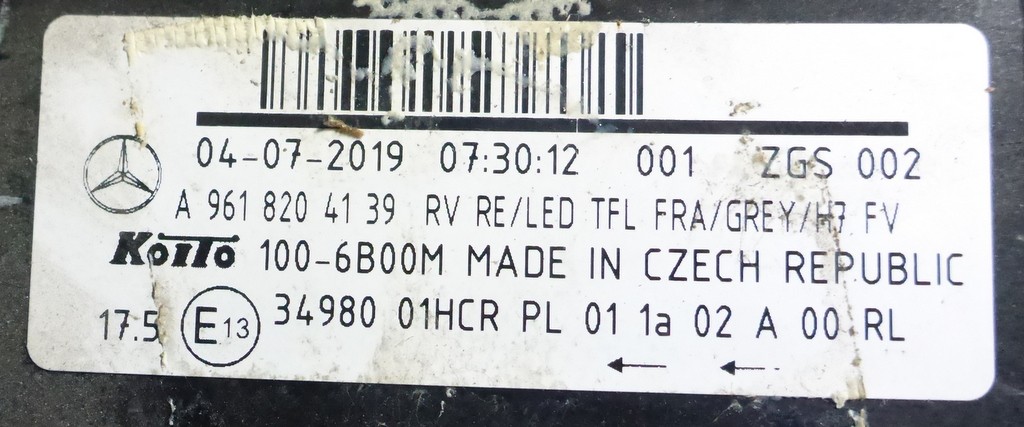 04-07-2019 07:30:12 001 ZGS 002
A 961 820 41 39 RV RE/LED TFL FRA/GREY/H7 FV
KOITO 100-6B00M MADE IN CZECH REPUBLIC
17.5 E13 34980 01HCR PL 01 1a 02 A 00 RL